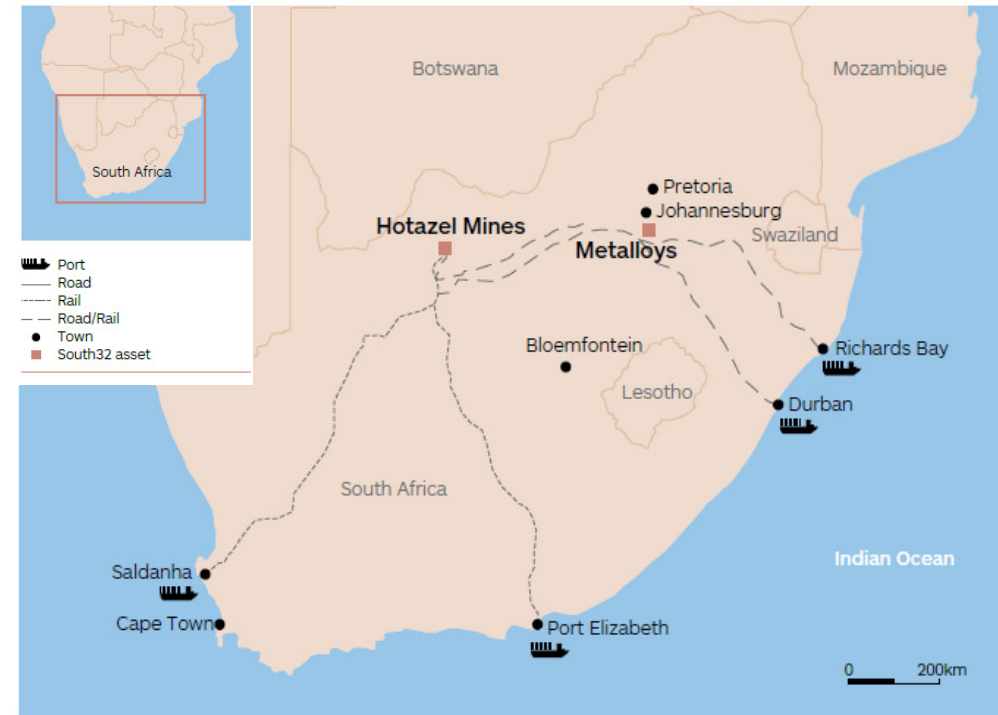 South Africa
Port
Road
Rail
Road/Rail
Town
South32 asset
Botswana
Mozambique
Pretoria
Johannesburg
Hotazel Mines
Swaziland
Metalloys
Bloemfontein
Richards Bay
Lesotho
Durban
South Africa
Indian Ocean
Saldanha
Cape Town
Port Elizabeth
0 200km